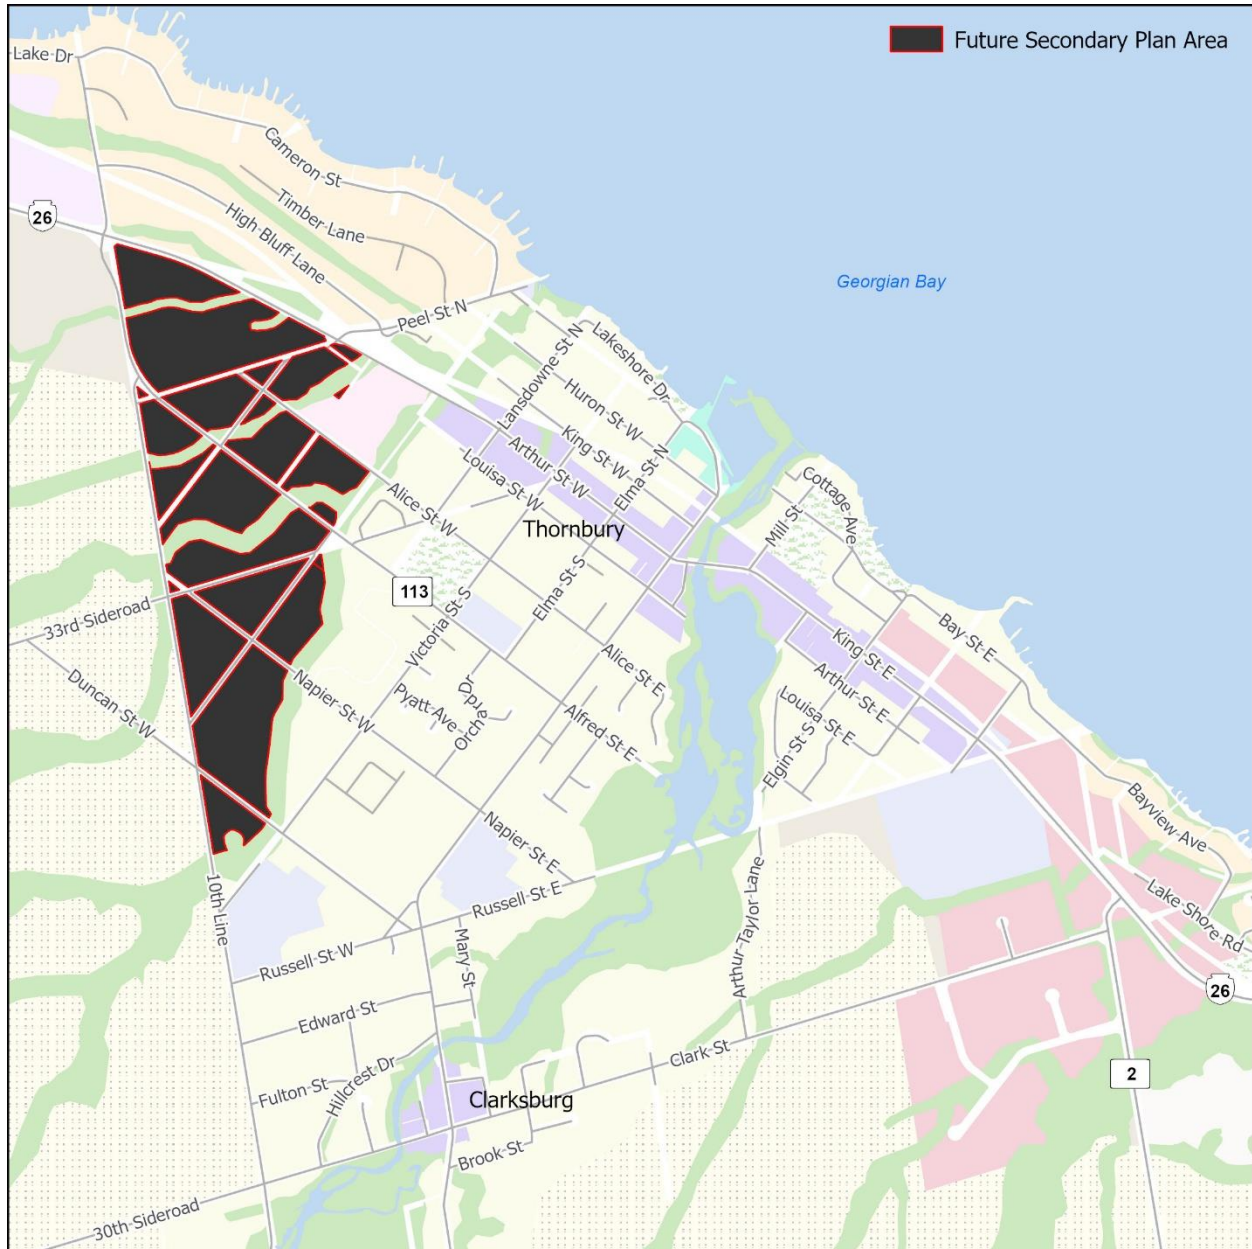 Future Secondary Plan Area
Lake Dr
Cameron St
26
Timber Lane
High Bluff Lane
Georgian Bay
Peel St N
Lansdowne St N
Lakeshore Dr
Huron St W
King St W
Elma St N
Arthur St W
Louisa St W
Alice St W
Thornbury
Cottage Ave
Mill St
113
Elma St S
33rd Sideroad
Victoria St S
Bay St E
King St E
Arthur St E
Alice St E
Duncan St W
Napier St W
Pyatt Ave
Orchard Dr
Alfred St E
Louisa St E
Elgin St S
Bayview Ave
Napier St E
10th Line
Russell St E
Lake Shore Rd
Arthur Taylor Lane
Mary St
Russell St W
26
Edward St
Clark St
Hillcrest Dr
Fulton St
2
Clarksburg
Brook St
30th Sideroad